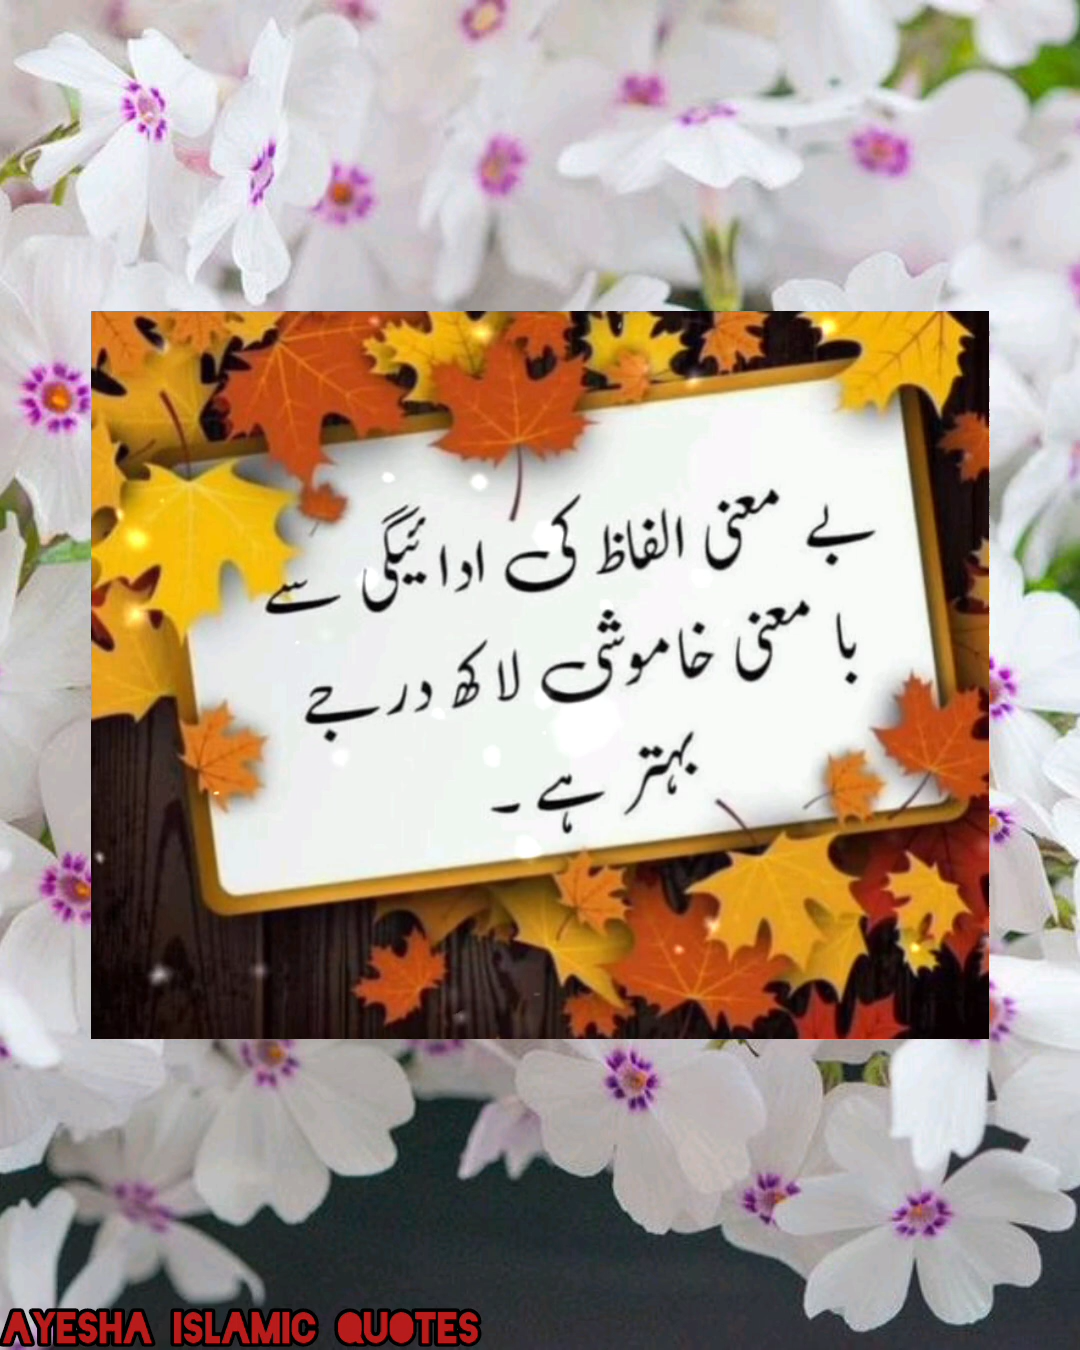 بے معنی الفاظ کی ادائیگی سے
با معنی خاموشی لاکھ درجے
بہتر ہے ۔
AYESHA ISLAMIC QUOTES